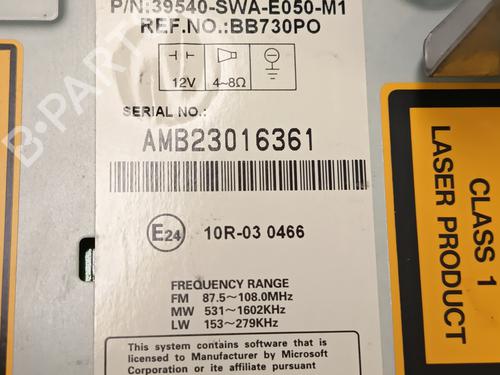 P/N:39540-SWA-E050-M1
REF.NO.:BB730PO
12V
4~8Ω
SERIAL NO.:
AMB23016361
E24
10R-03 0466
FREQUENCY RANGE
FM 87.5~108.0MHz
MW 531~1602KHz
LW 153~279KHz
This system contains software that is
licensed to Manufacturer by Microsoft
Corporation or its affiliate pursuant
CLASS 1
LASER PRODUCT